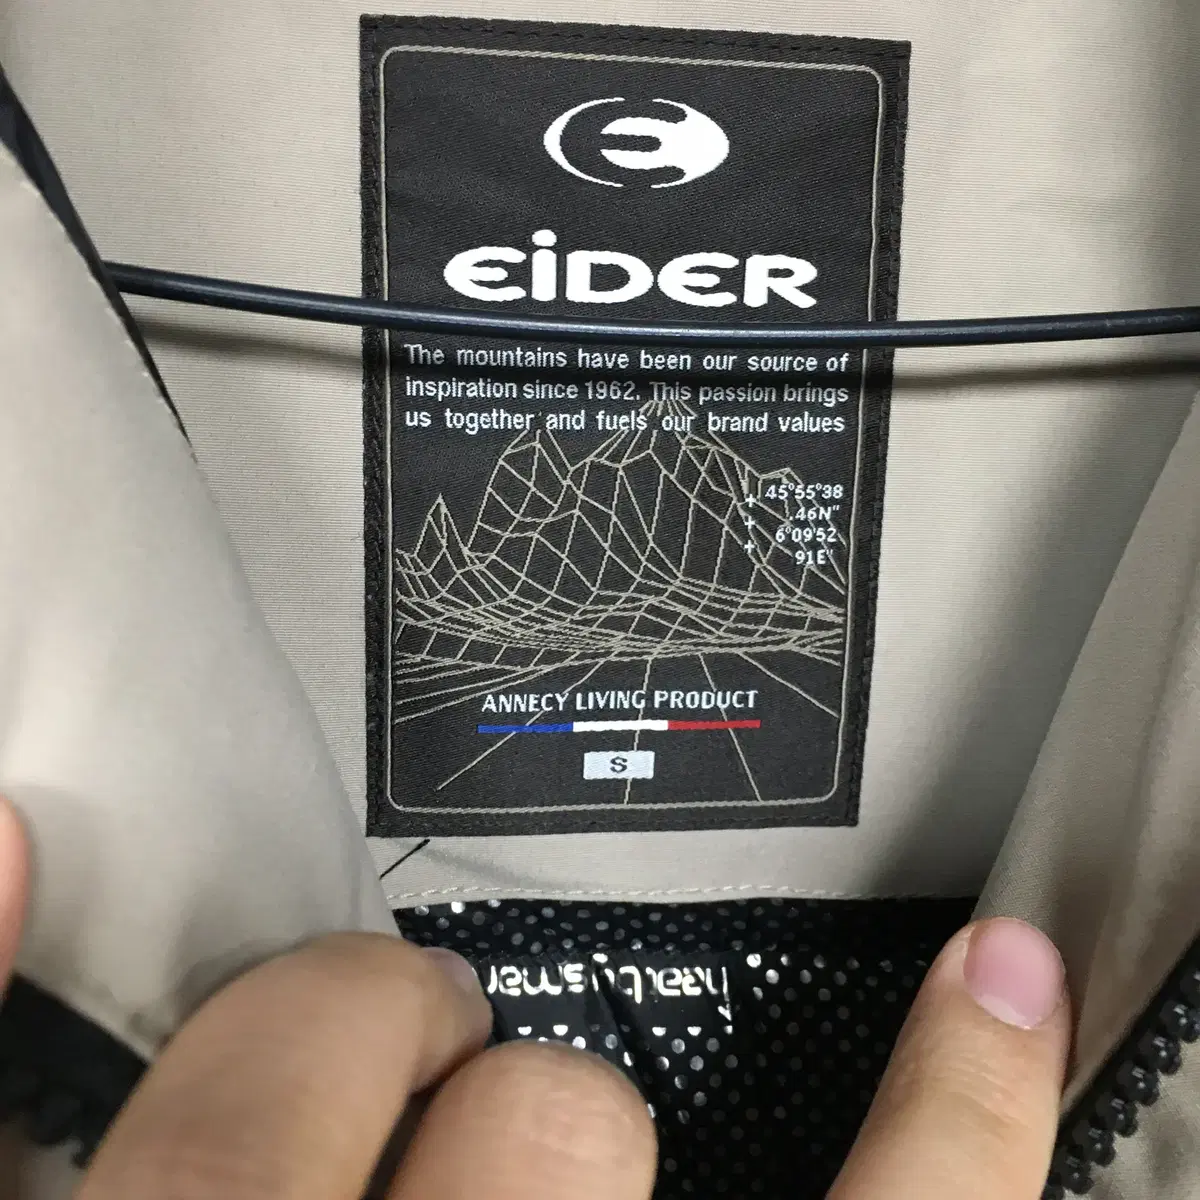 EiDER
The mountains have been our source of
inspiration since 1962. This passion brings
us together and fuels our brand values
45°55°38
.46N"
6°09'52
91E"
ANNECY LIVING PRODUCT
S